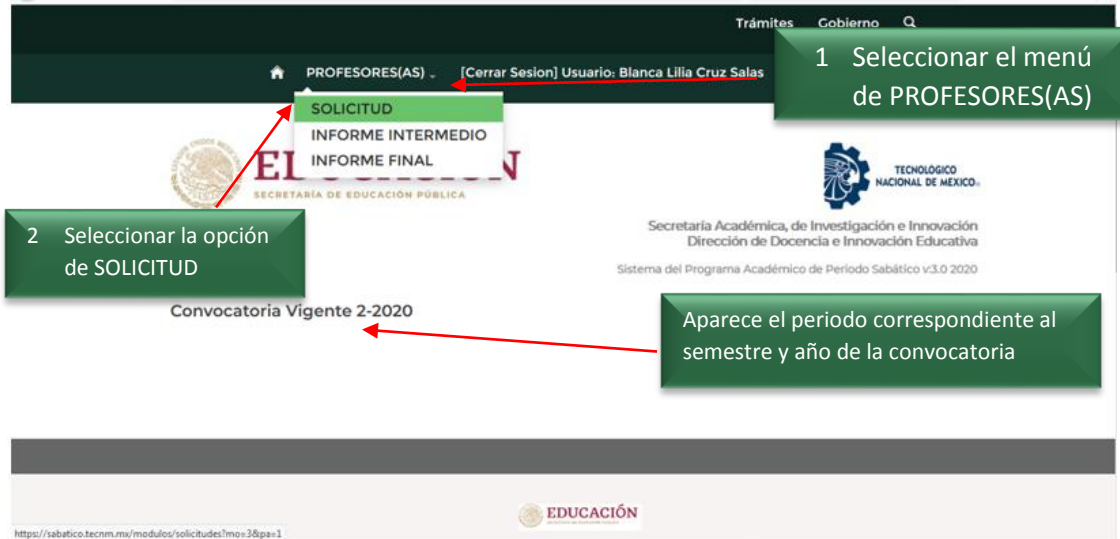 Trámites Gobierno
PROFESORES(AS) [Cerrar Sesion] Usuario: Blanca Lilia Cruz Salas
1 Seleccionar el menú
de PROFESORES(AS)
SOLICITUD
INFORME INTERMEDIO
INFORME FINAL
SECRETARÍA DE EDUCACIÓN PÚBLICA
TECNOLÓGICO
NACIONAL DE MÉXICO
2 Seleccionar la opción
de SOLICITUD
Secretaría Académica, de Investigación e Innovación
Dirección de Docencia e Innovación Educativa
Sistema del Programa Académico de Periodo Sabático v:3.0 2020
Convocatoria Vigente 2-2020
Aparece el periodo correspondiente al
semestre y año de la convocatoria
EDUCACIÓN
https://sabatico.tecnm.mx/modulos/solicitudes?mo=3&pa=1